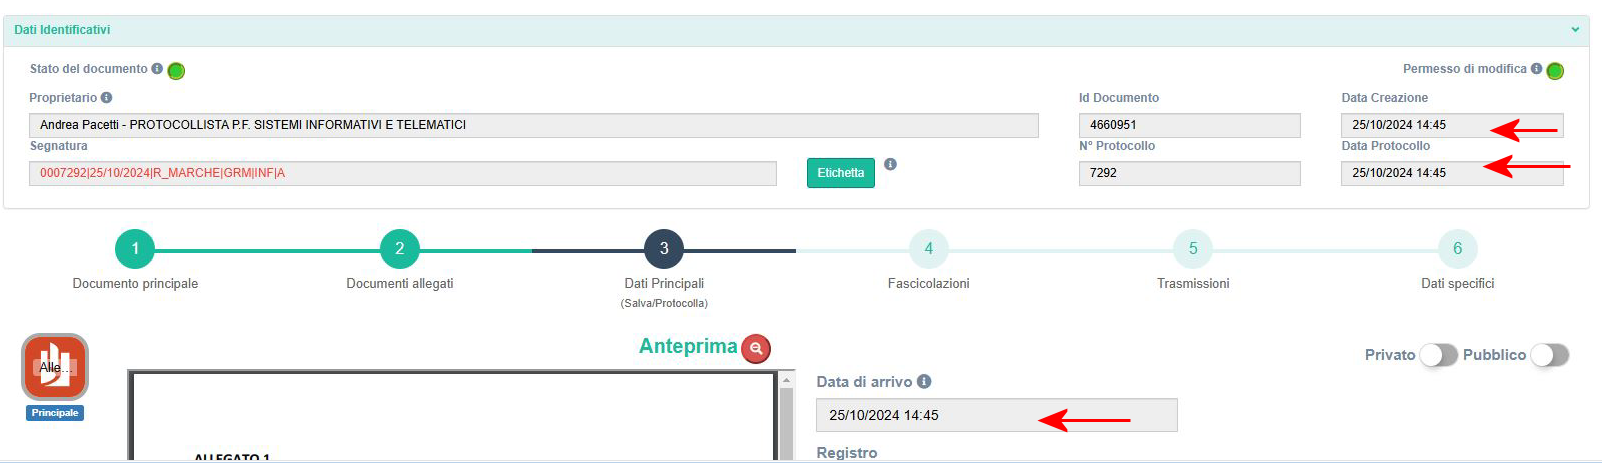 Dati Identificativi
Stato del documento
Permesso di modifica
Proprietario
Id Documento
Data Creazione
Andrea Pacetti - PROTOCOLLISTA P.F. SISTEMI INFORMATIVI E TELEMATICI
4660951
25/10/2024 14:45
Segnatura
N° Protocollo
Data Protocollo
0007292|25/10/2024|R_MARCHE|GRM|INF|A
Etichetta
7292
25/10/2024 14:45
1
2
3
4
5
6
Documento principale
Documenti allegati
Dati Principali
Fascicolazioni
Trasmissioni
Dati specifici
(Salva/Protocolla)
Anteprima
Privato
Pubblico
Alle...
Principale
Data di arrivo
25/10/2024 14:45
Registro
ALLEGATO 1